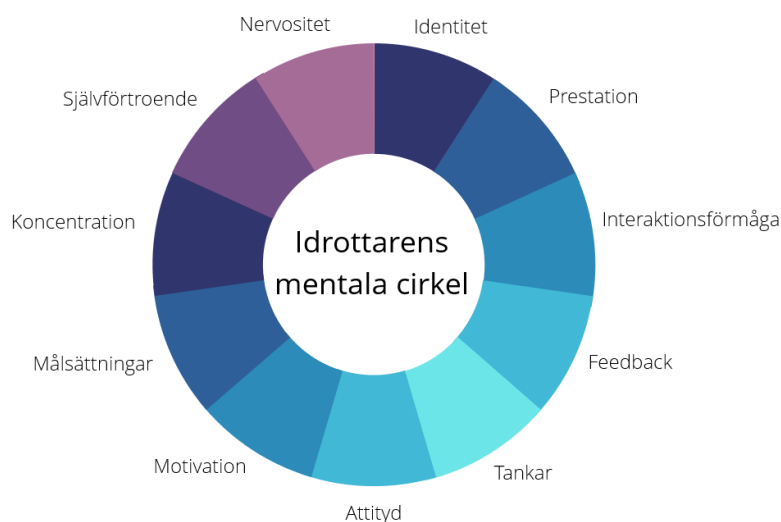 Nervositet
Identitet
Självförtroende
Prestation
Koncentration
Interaktionsförmåga
Idrottarens
mentala cirkel
Målsättningar
Feedback
Motivation
Tankar
Attityd